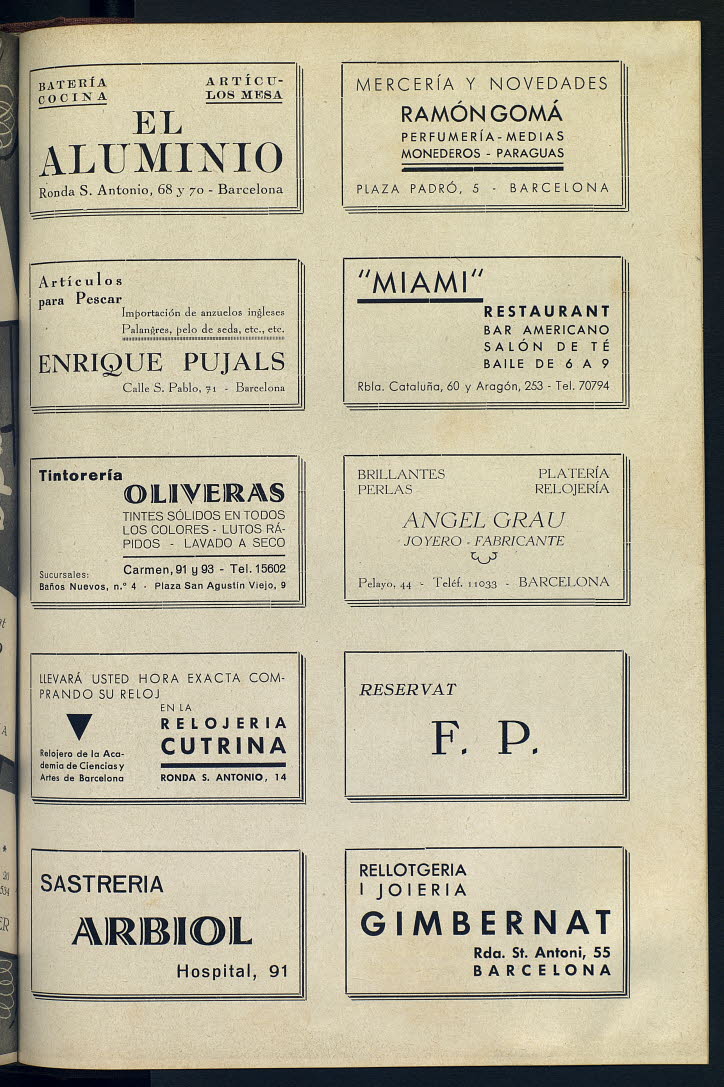 BATERÍA
COCINA
ARTÍCU-
LOS MESA
EL
ALUMINIO
Ronda S. Antonio, 68 y 70 - Barcelona
MERCERÍA Y NOVEDADES
RAMÓN GOMÁ
PERFUMERÍA - MEDIAS
MONEDEROS - PARAGUAS
PLAZA PADRÓ, 5 - BARCELONA
Artículos
para Pescar
Importación de anzuelos ingleses
Palangres, pelo de seda, etc., etc.
ENRIQUE PUJALS
Calle S. Pablo, 71 - Barcelona
"MIAMI"
RESTAURANT
BAR AMERICANO
SALÓN DE TÉ
BAILE DE 6 A 9
Rbla. Cataluña, 60 y Aragón, 253 - Tel. 70794
Tintorería
OLIVERAS
TINTES SÓLIDOS EN TODOS
LOS COLORES - LUTOS RÁ-
PIDOS - LAVADO A SECO
Carmen, 91 y 93 - Tel. 15602
Sucursales:
Baños Nuevos, n.º 4 - Plaza San Agustín Viejo, 9
BRILLANTES
PERLAS
PLATERÍA
RELOJERÍA
ANGEL GRAU
JOYERO - FABRICANTE
Pelayo, 44 - Teléf. 11033 - BARCELONA
LLEVARÁ USTED HORA EXACTA COM-
PRANDO SU RELOJ
EN LA
RELOJERIA
CUTRINA
RONDA S. ANTONIO, 14
Relojero de la Aca-
demia de Ciencias y
Artes de Barcelona
RESERVAT
F. P.
SASTRERIA
ARBIOL
Hospital, 91
RELLOTGERIA
I JOIERIA
GIMBERNAT
Rda. St. Antoni, 55
BARCELONA